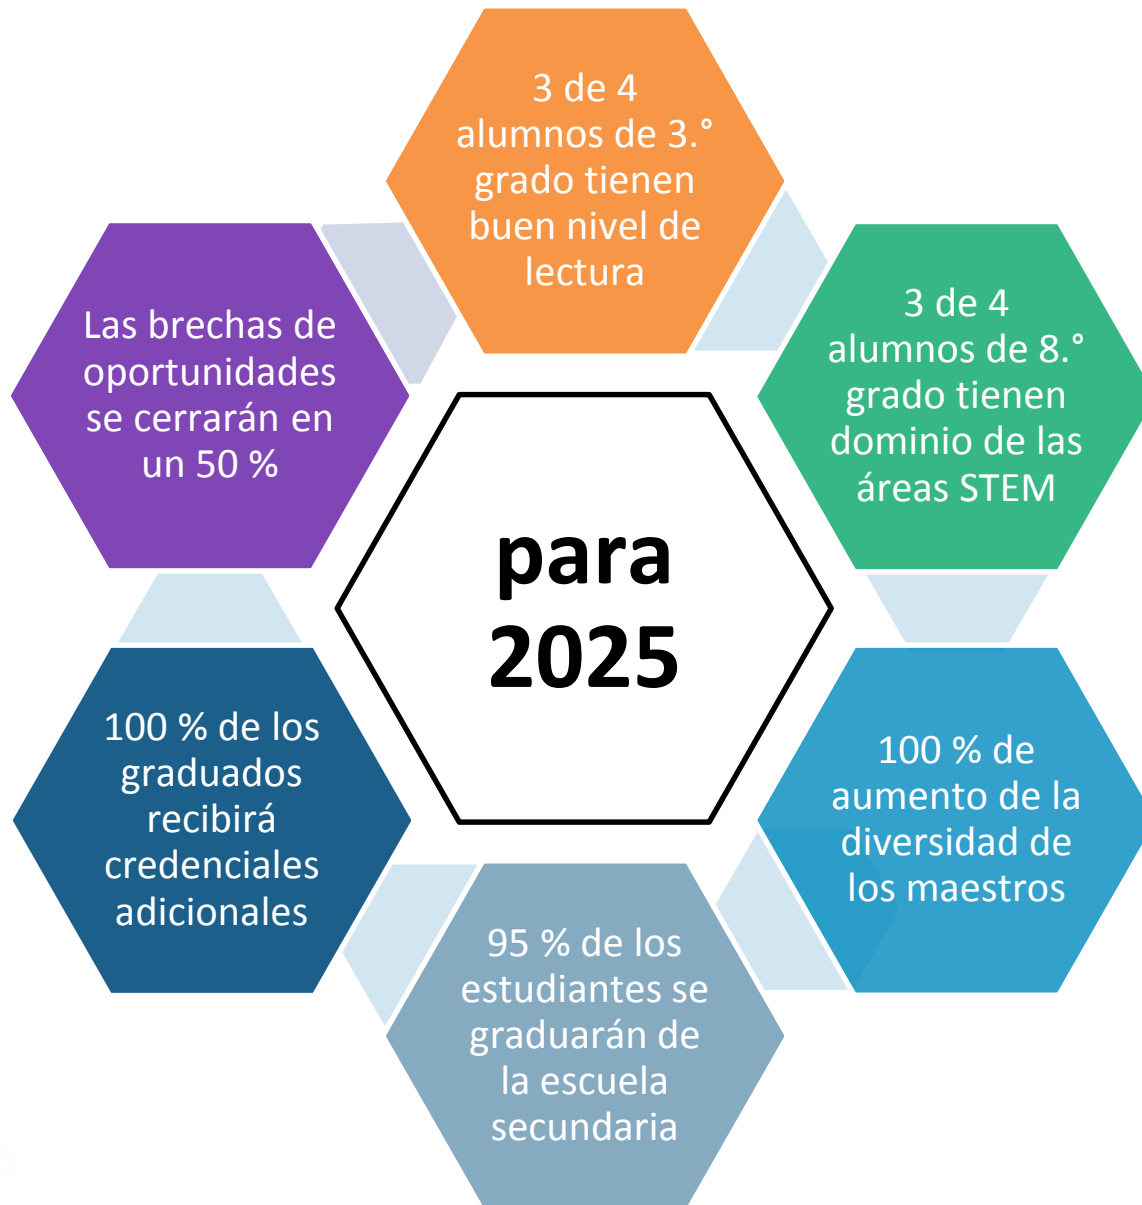 3 de 4
alumnos de 3.°
grado tienen
buen nivel de
lectura
3 de 4
alumnos de 8.°
grado tienen
dominio de las
áreas STEM
100 % de
aumento de la
diversidad de
los maestros
95 % de los
estudiantes se
graduarán de
la escuela
secundaria
100 % de los
graduados
recibirá
credenciales
adicionales
Las brechas de
oportunidades
se cerrarán en
un 50 %
para
2025